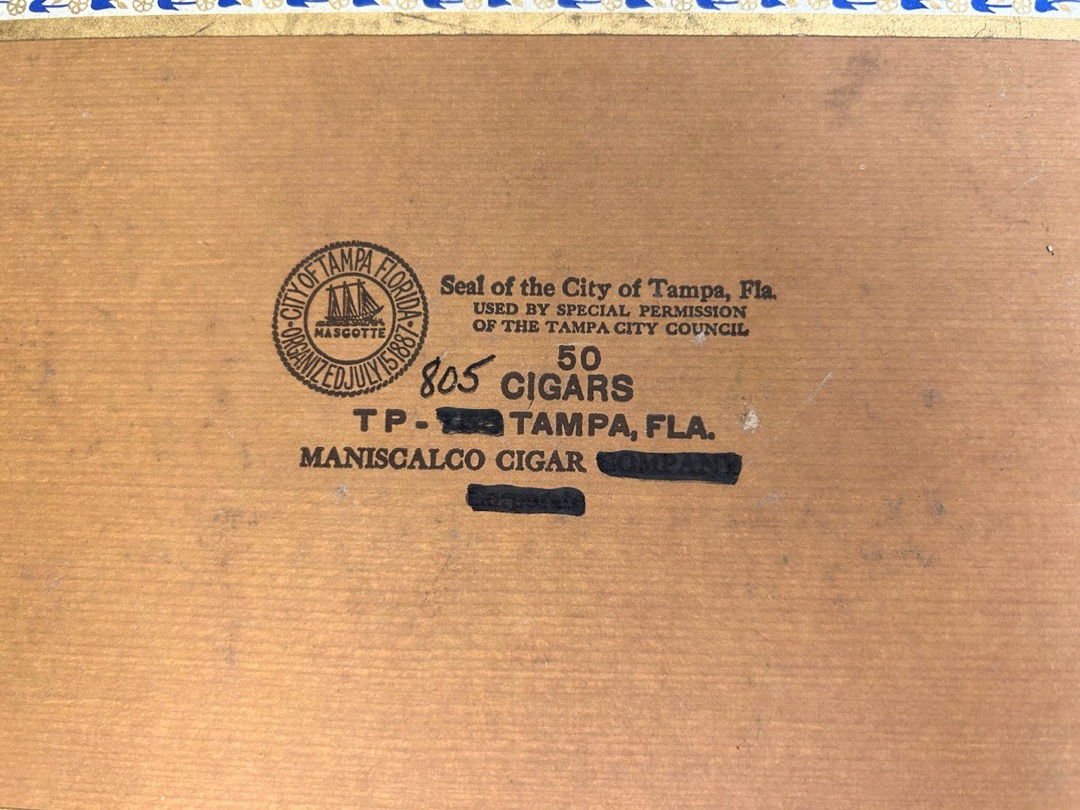 CITY OF TAMPA FLORIDA
ORGANIZED JULY 15 1887
MASCOTTE
Seal of the City of Tampa, Fla.
USED BY SPECIAL PERMISSION
OF THE TAMPA CITY COUNCIL
50
805 CIGARS
TP- TAMPA, FLA.
MANISCALCO CIGAR COMPANY